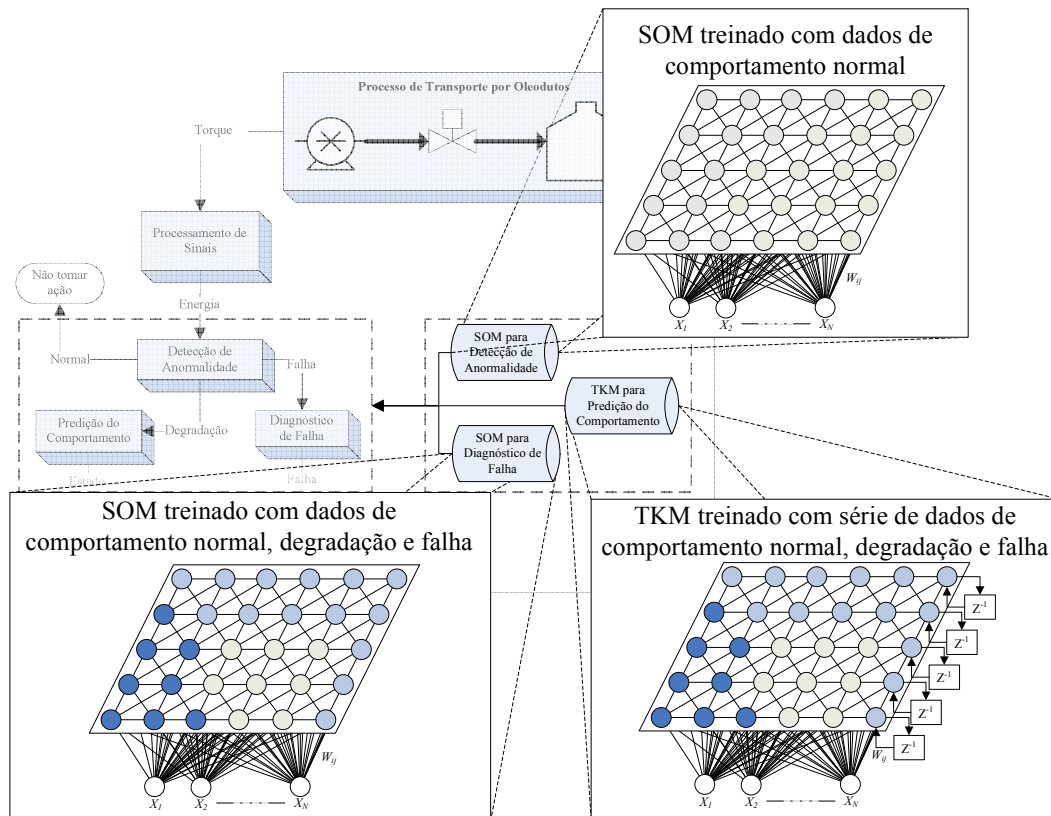 SOM treinado com dados de
comportamento normal
Processo de Transporte por Oleodutos
Torque
Processamento de
Sinais
Não tomar
ação
Energia
W_ij
X_1
X_2
X_N
Normal
Detecção de
Anormalidade
Falha
SOM para
Detecção de
Anormalidade
TKM para
Predição do
Comportamento
Predição do
Comportamento
Degradação
Diagnóstico
de Falha
SOM para
Diagnóstico
de Falha
Falha
SOM treinado com dados de
comportamento normal, degradação e falha
W_ij
X_1
X_2
X_N
TKM treinado com série de dados de
comportamento normal, degradação e falha
Z^-1
Z^-1
Z^-1
Z^-1
Z^-1
W_ij
X_1
X_2
X_N